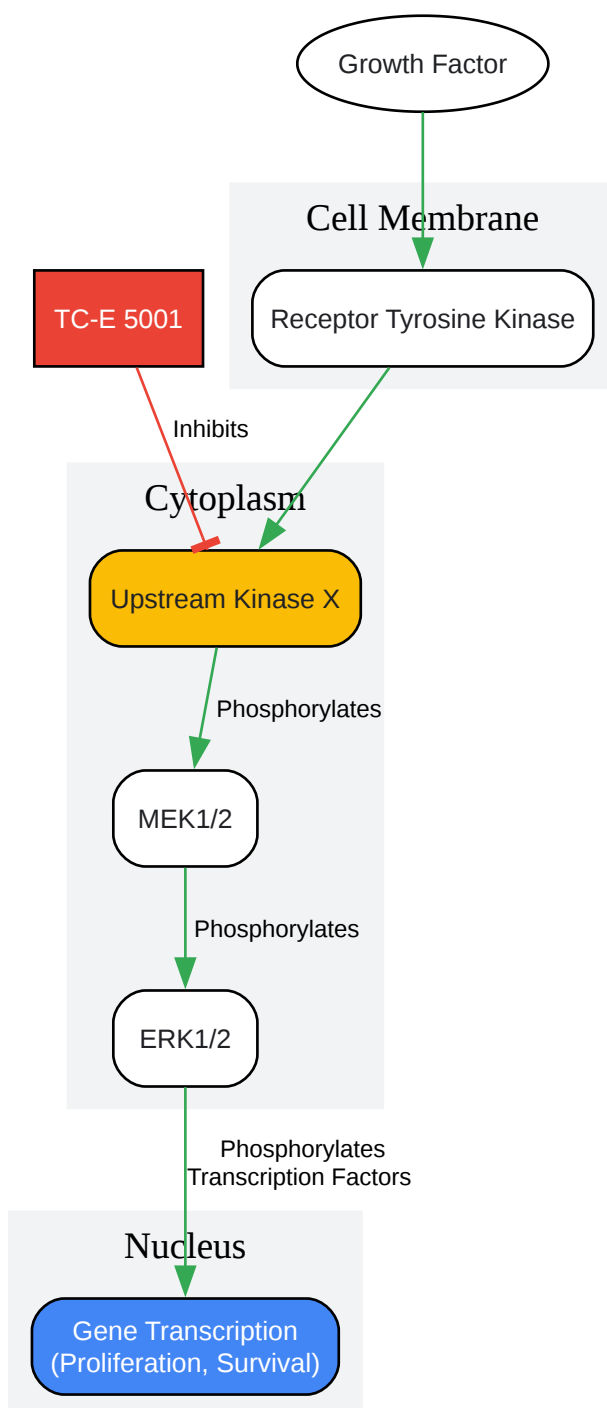 Growth Factor
Cell Membrane
TC-E 5001
Receptor Tyrosine Kinase
Inhibits
Cytoplasm
Upstream Kinase X
Phosphorylates
MEK1/2
Phosphorylates
ERK1/2
Phosphorylates
Transcription Factors
Nucleus
Gene Transcription
(Proliferation, Survival)